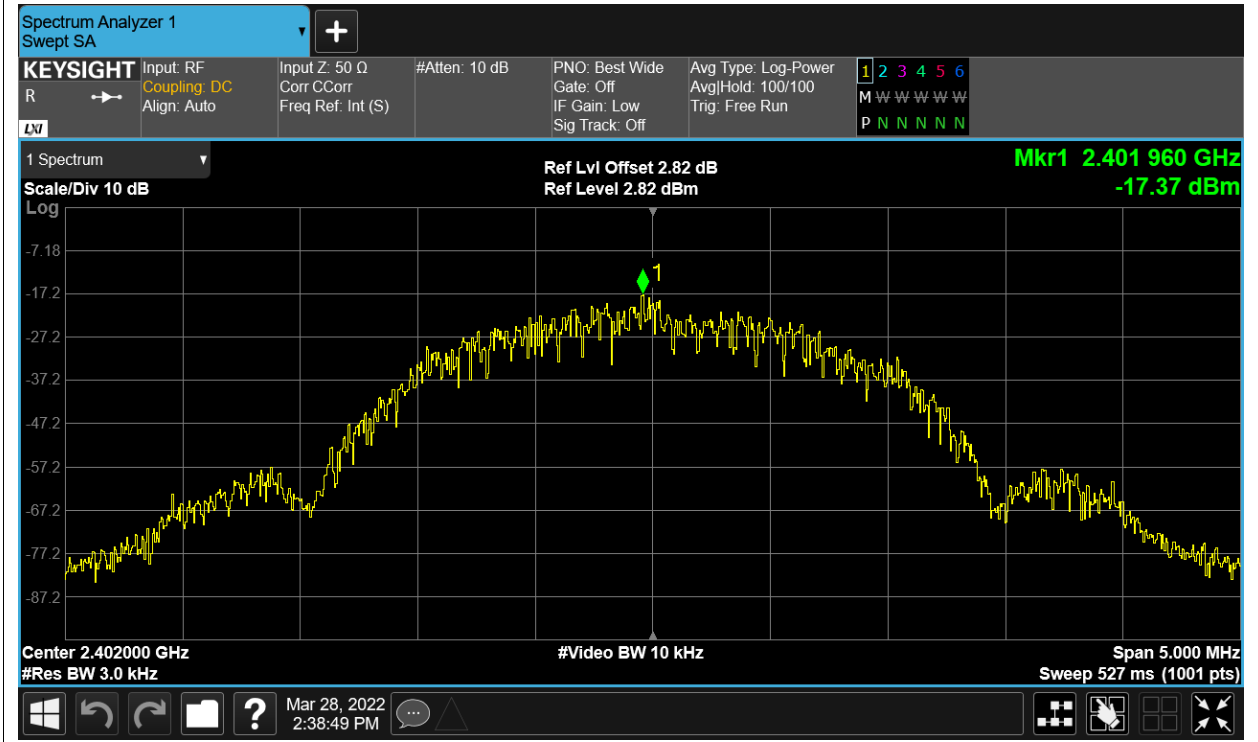 Spectrum Analyzer 1
Swept SA
+
KEYSIGHT
R
LXI
Input: RF
Coupling: DC
Align: Auto
Input Z: 50 Ω
Corr CCorr
Freq Ref: Int (S)
#Atten: 10 dB
PNO: Best Wide
Gate: Off
IF Gain: Low
Sig Track: Off
Avg Type: Log-Power
Avg|Hold: 100/100
Trig: Free Run
1 2 3 4 5 6
M W W W W W
P N N N N N
1 Spectrum
Scale/Div 10 dB
Log
Ref Lvl Offset 2.82 dB
Ref Level 2.82 dBm
Mkr1 2.401 960 GHz
-17.37 dBm
1
-7.18
-17.2
-27.2
-37.2
-47.2
-57.2
-67.2
-77.2
-87.2
Center 2.402000 GHz
#Res BW 3.0 kHz
#Video BW 10 kHz
Span 5.000 MHz
Sweep 527 ms (1001 pts)
?
Mar 28, 2022
2:38:49 PM